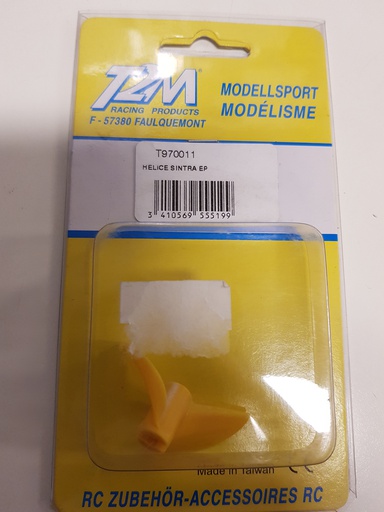 T2M
RACING PRODUCTS
F - 57380 FAULQUEMONT
MODELLSPORT
MODÉLISME
T970011
HELICE SINTRA EP
3 410569 555199
Made in Taiwan CE
RC ZUBEHÖR-ACCESSOIRES RC